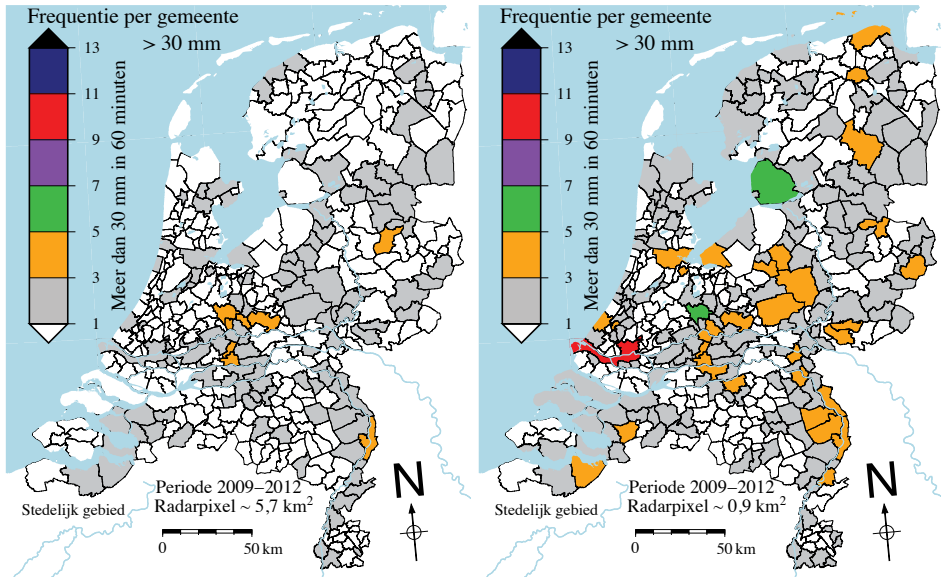 Frequentie per gemeente
> 30 mm
13
11
9
7
5
3
1
Meer dan 30 mm in 60 minuten
Periode 2009–2012
Radarpixel ~ 5,7 km²
Stedelijk gebied
0 50 km
N
Frequentie per gemeente
> 30 mm
13
11
9
7
5
3
1
Meer dan 30 mm in 60 minuten
Periode 2009–2012
Radarpixel ~ 0,9 km²
Stedelijk gebied
0 50 km
N